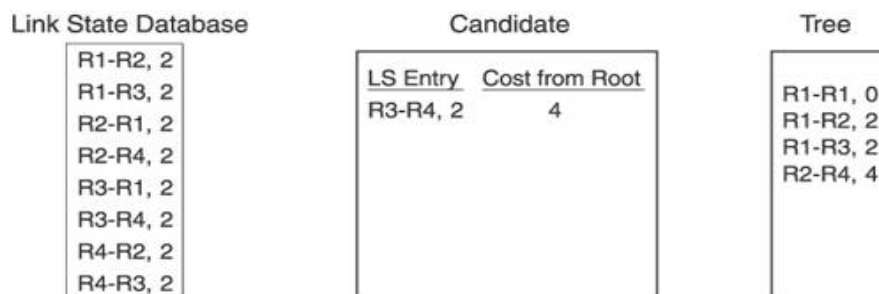 Link State Database
R1-R2, 2
R1-R3, 2
R2-R1, 2
R2-R4, 2
R3-R1, 2
R3-R4, 2
R4-R2, 2
R4-R3, 2
Candidate
LS Entry Cost from Root
R3-R4, 2 4
Tree
R1-R1, 0
R1-R2, 2
R1-R3, 2
R2-R4, 4